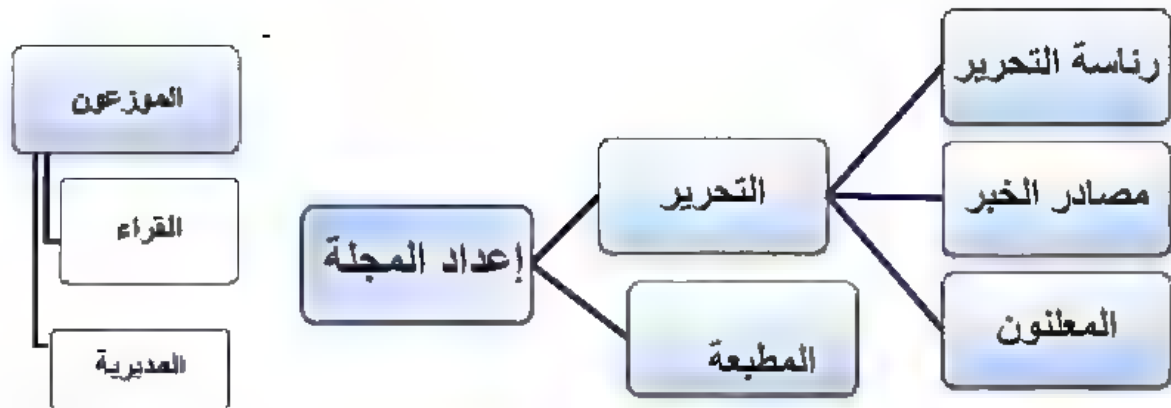 رئاسة التحرير
مصادر الخبر
المعلنون
التحرير
المطبعة
إعداد المجلة
الموزعون
القراء
المديرية